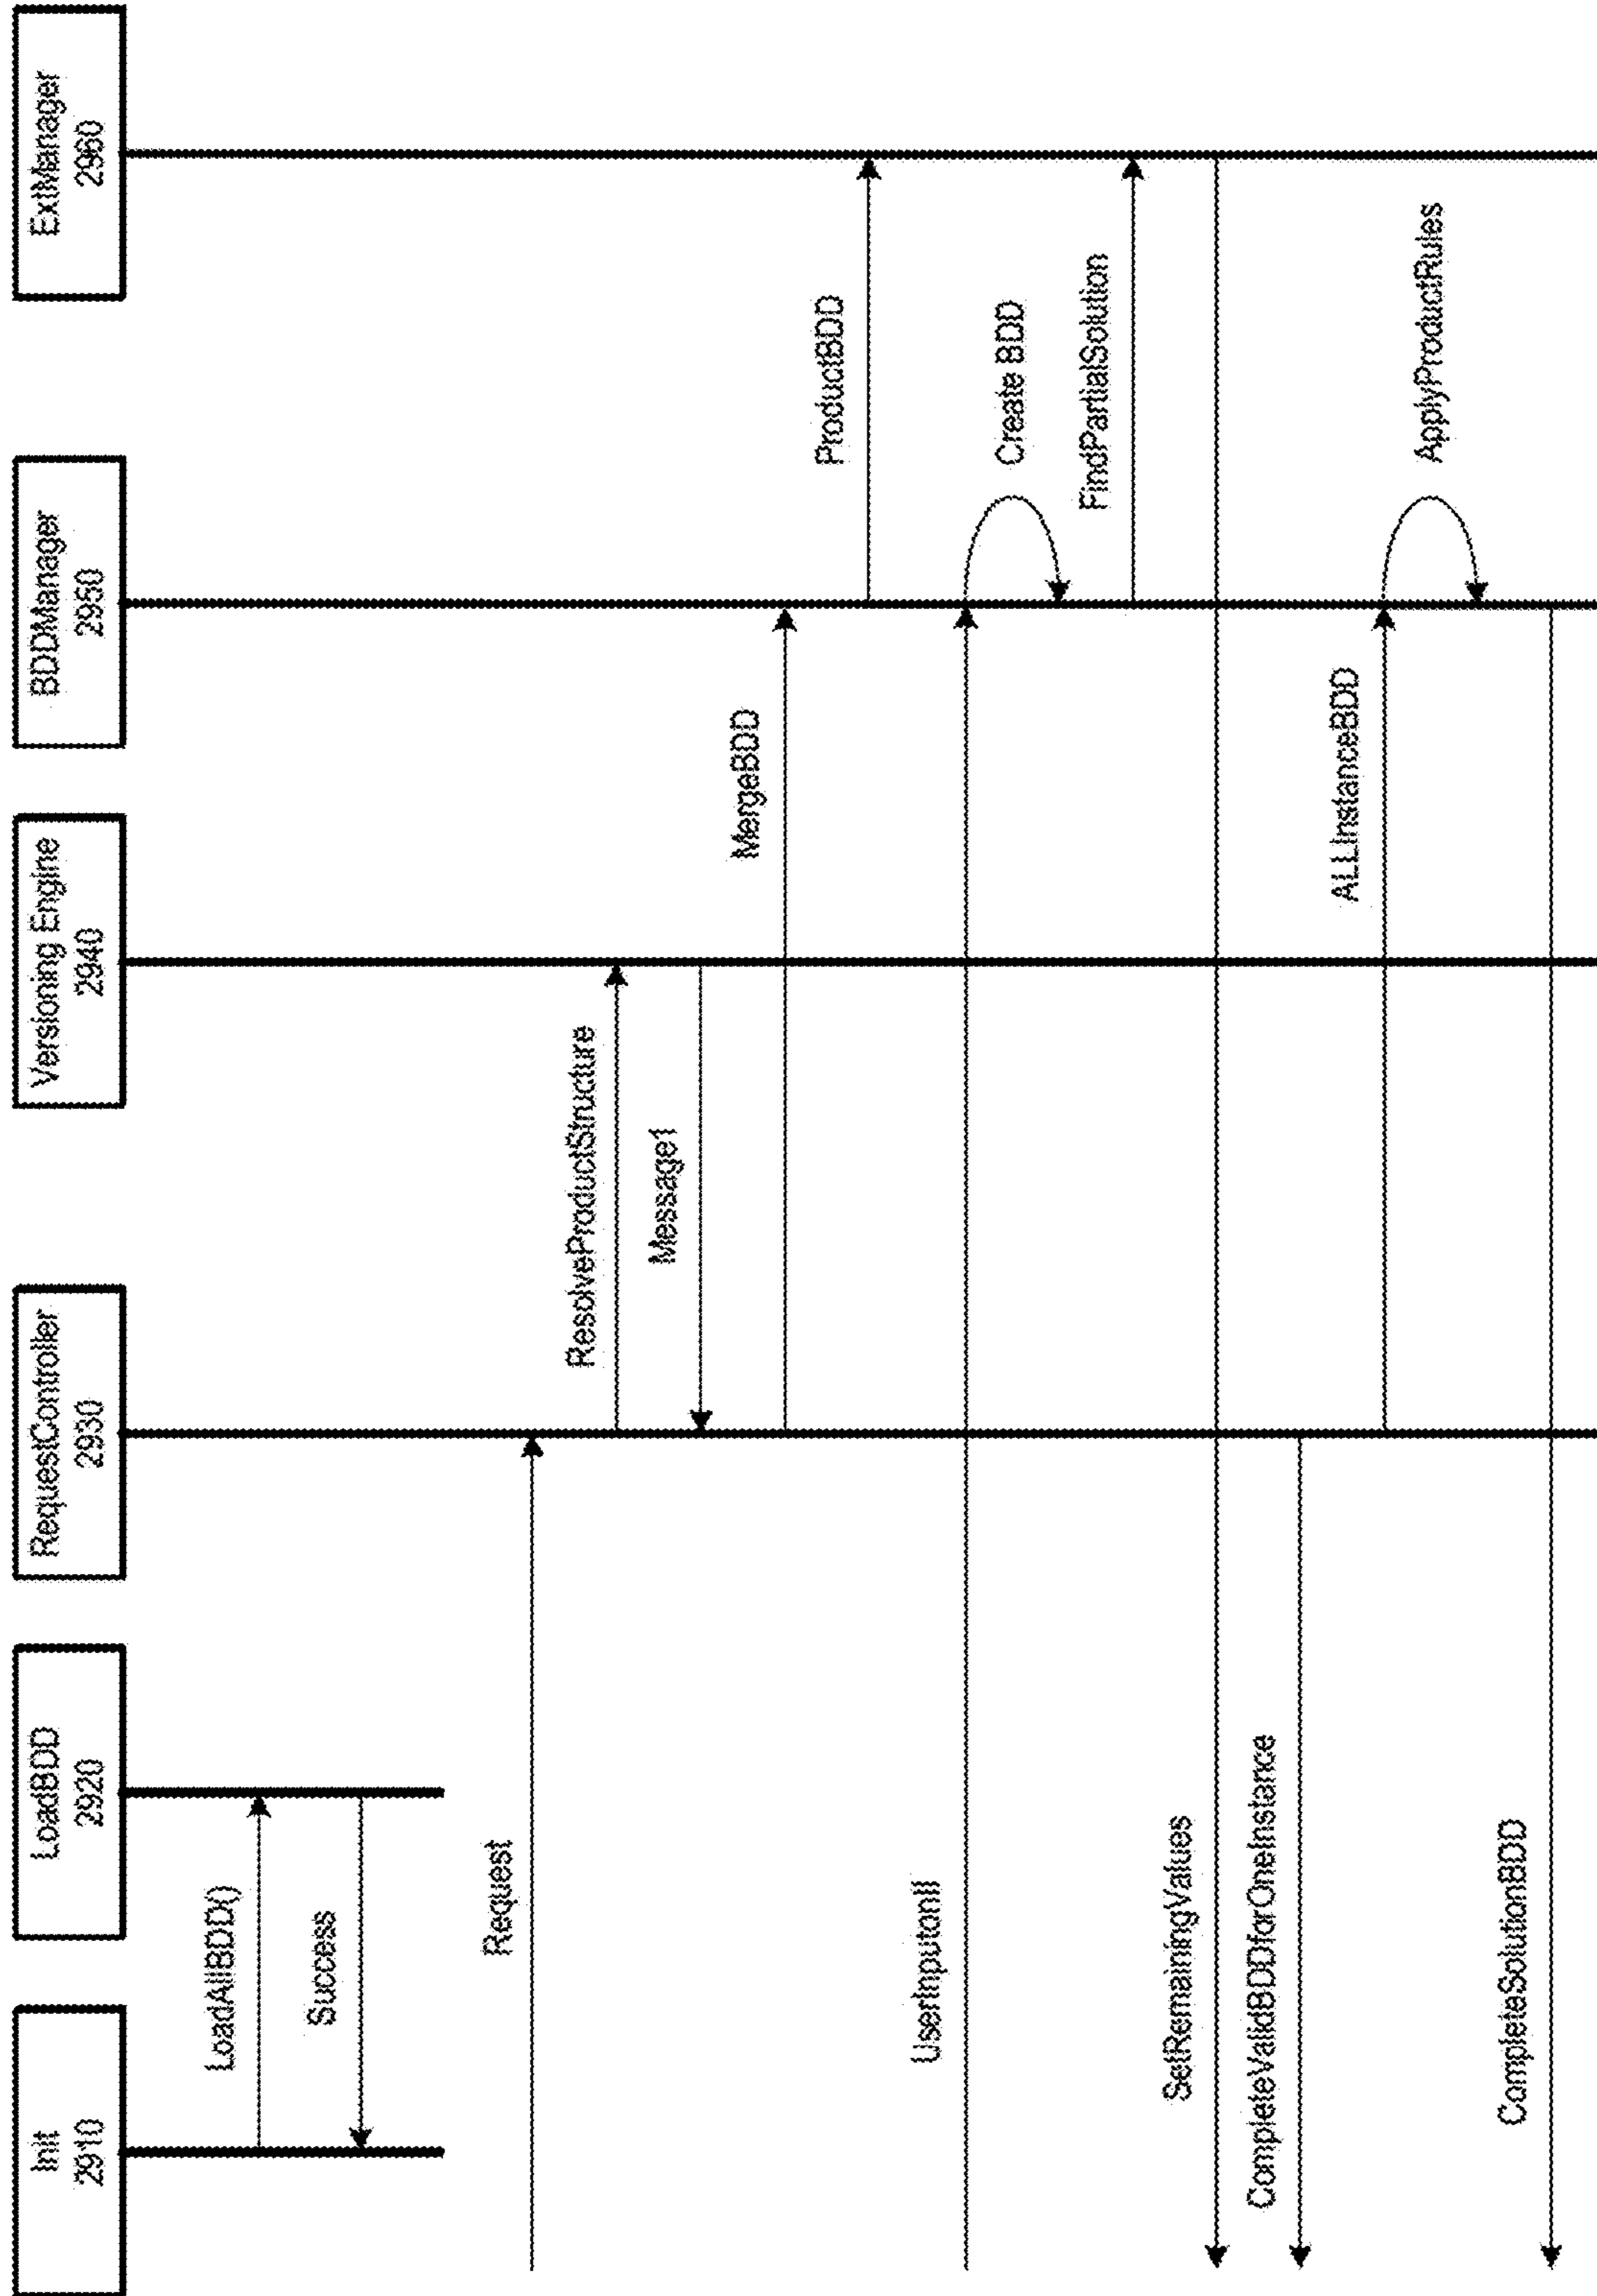 Init
2910
LoadBDD
2920
RequestController
2930
Versioning Engine
2940
BDDManager
2950
ExtManager
2960
LoadAllBDD()
Success
Request
ResolveProductStructure
Message1
MergeBDD
ProductBDD
UserInputonII
Create BDD
FindPartialSolution
SetRemainingValues
CompleteValidBDDforOneInstance
ALLInstanceBDD
ApplyProductRules
CompleteSolutionBDD